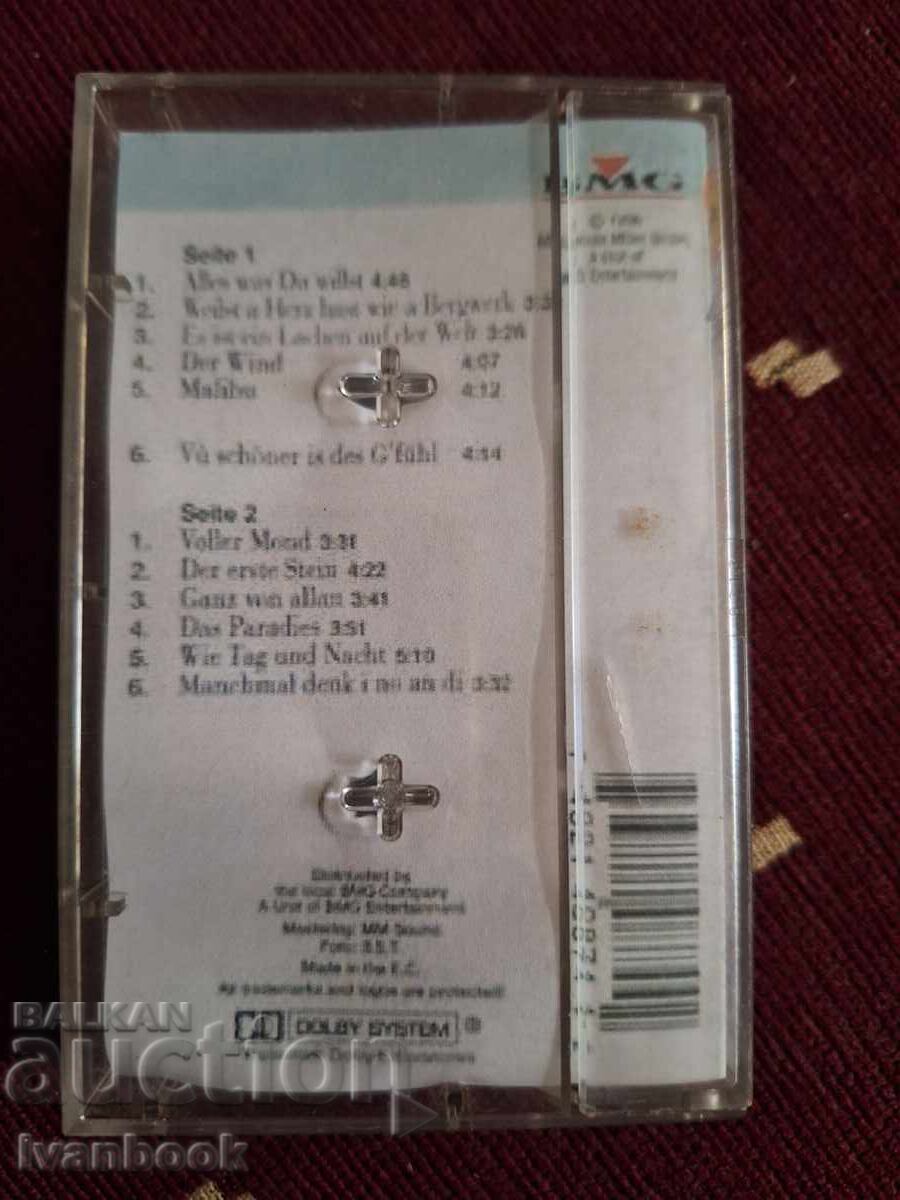 BMG
Seite 1
1. Alles was Du willst 4:48
2. Weilst a Herz hast wie a Bergwerk 3:3
3. Es ist ein Lachen auf der Welt 3:26
4. Der Wind 4:07
5. Malibu 4:12
6. Vü schöner is des G'fühl 4:14
Seite 2
1. Voller Mond 3:31
2. Der erste Stein 4:22
3. Ganz von allan 3:41
4. Das Paradies 3:51
5. Wie Tag und Nacht 5:10
6. Manchmal denk i no an di 3:32
Distributed by
the local BMG Company
A Unit of BMG Entertainment
Mastering: MM Sound
Made in the E.C.
All trademarks and logos are protected!
DOLBY SYSTEM ®
BALKAN
auction
Ivanbook